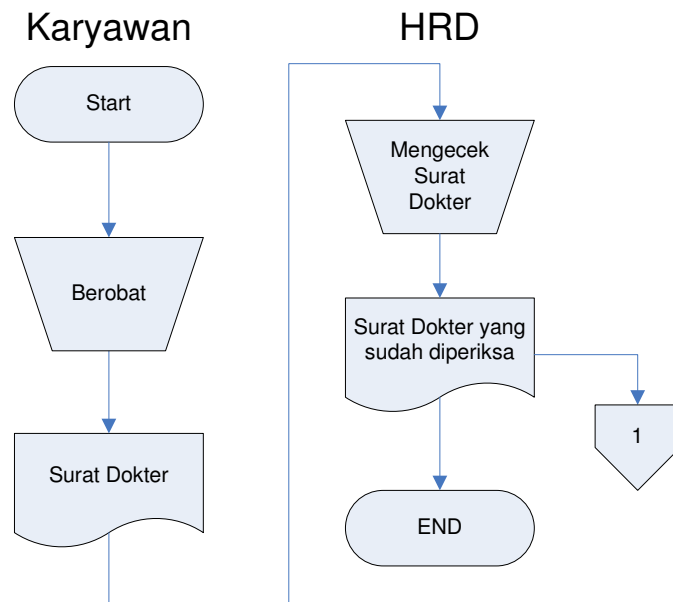 Karyawan
Start
Berobat
Surat Dokter
HRD
Mengecek
Surat
Dokter
Surat Dokter yang
sudah diperiksa
1
END